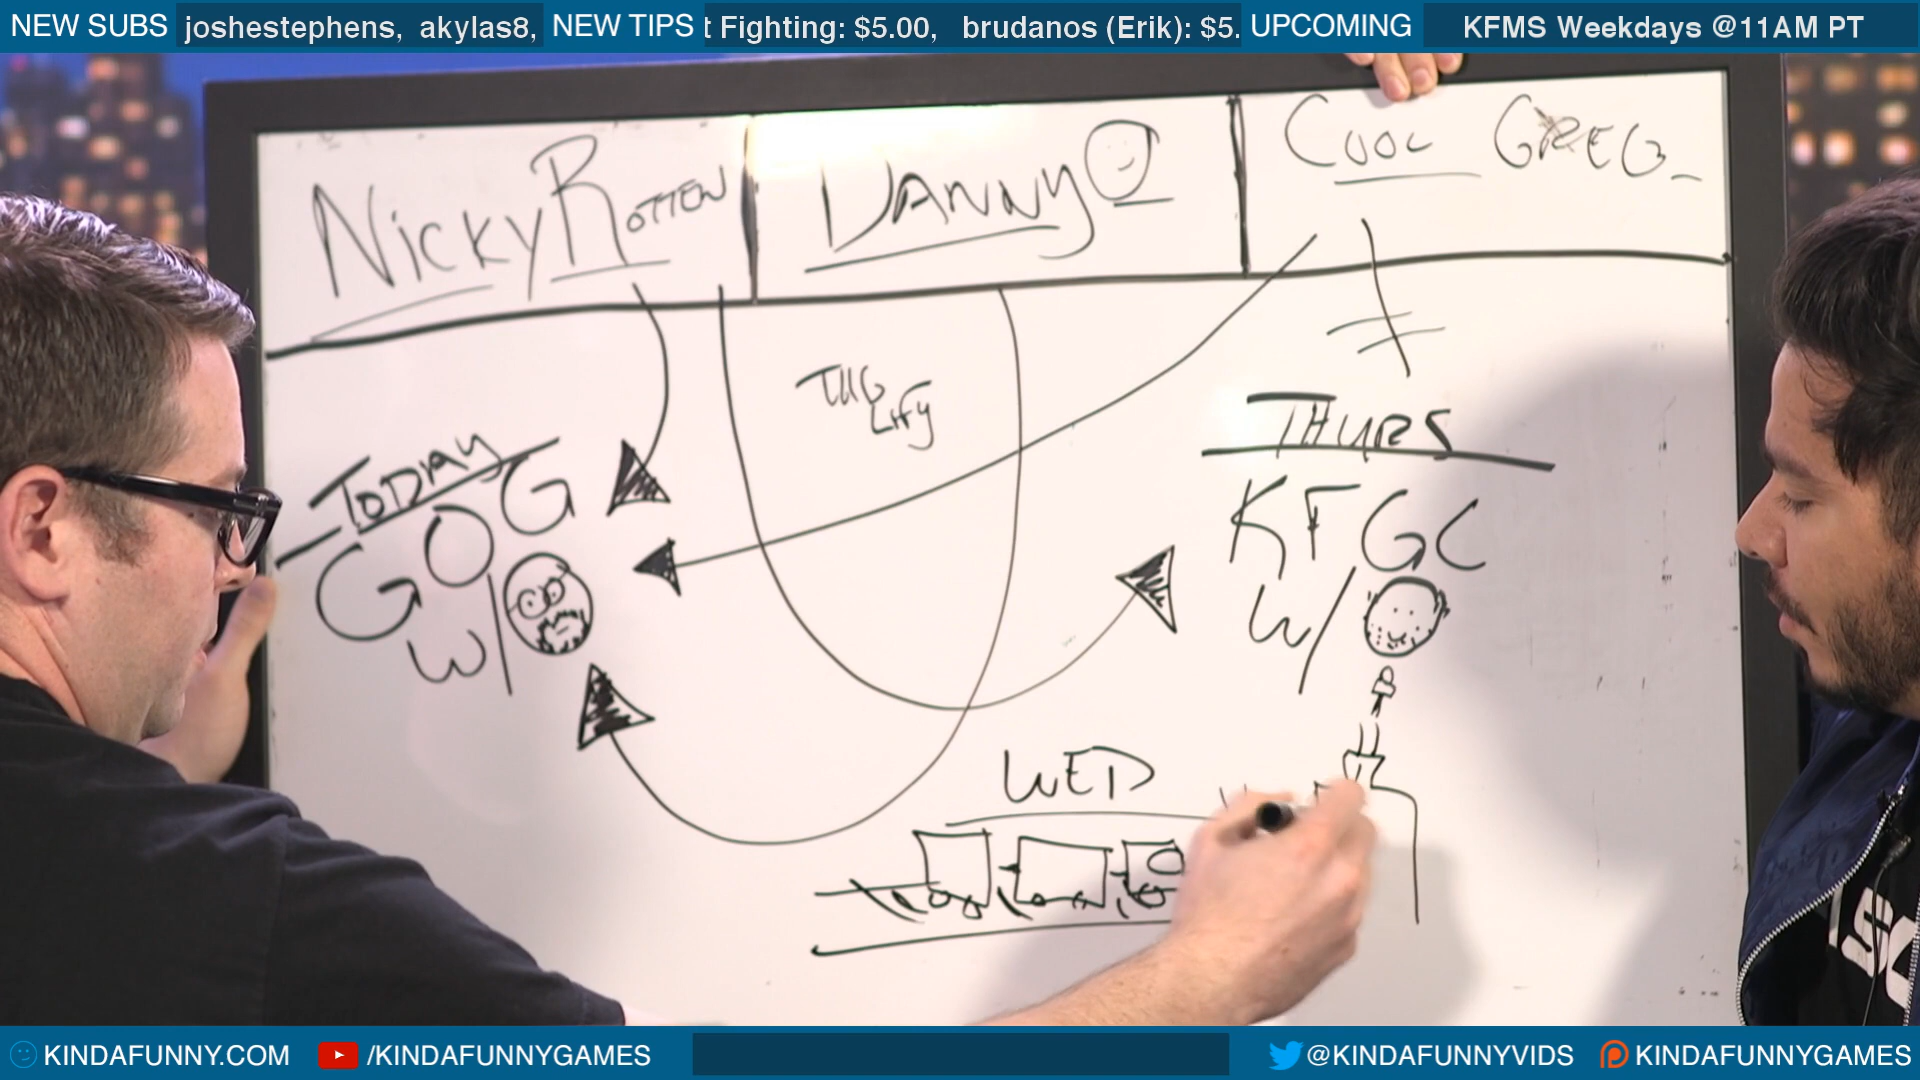 NEW SUBS joshestephens, akylas8, NEW TIPS t Fighting: $5.00, brudanos (Erik): $5. UPCOMING KFMS Weekdays @11AM PT
NICKY ROTTEN DANNY COOL GREG
THUG LIFY
TODAY
GOG
W/
THURS
KFGC
W/
WED
KINDAFUNNY.COM /KINDAFUNNYGAMES @KINDAFUNNYVIDS KINDAFUNNYGAMES